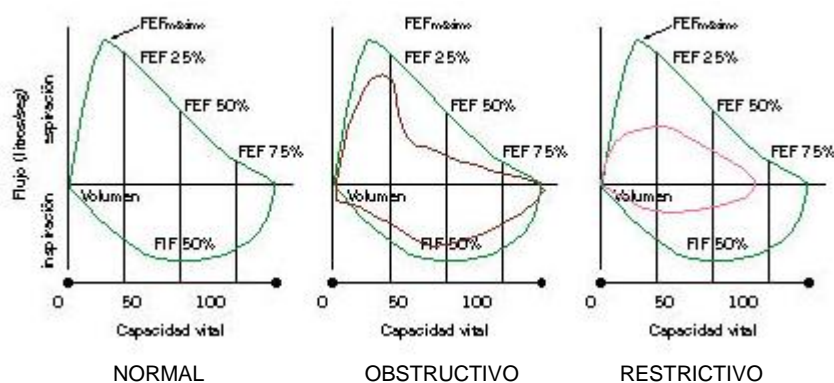 Flujo (litros/seg)
espiración
inspiración
FEFmáximo
FEF 25%
FEF 50%
FEF 75%
Volumen
FIF 50%
0 50 100
Capacidad vital
NORMAL
FEFmáximo
FEF 25%
FEF 50%
FEF 75%
Volumen
FIF 50%
0 50 100
Capacidad vital
OBSTRUCTIVO
FEFmáximo
FEF 25%
FEF 50%
FEF 75%
Volumen
FIF 50%
0 50 100
Capacidad vital
RESTRICTIVO